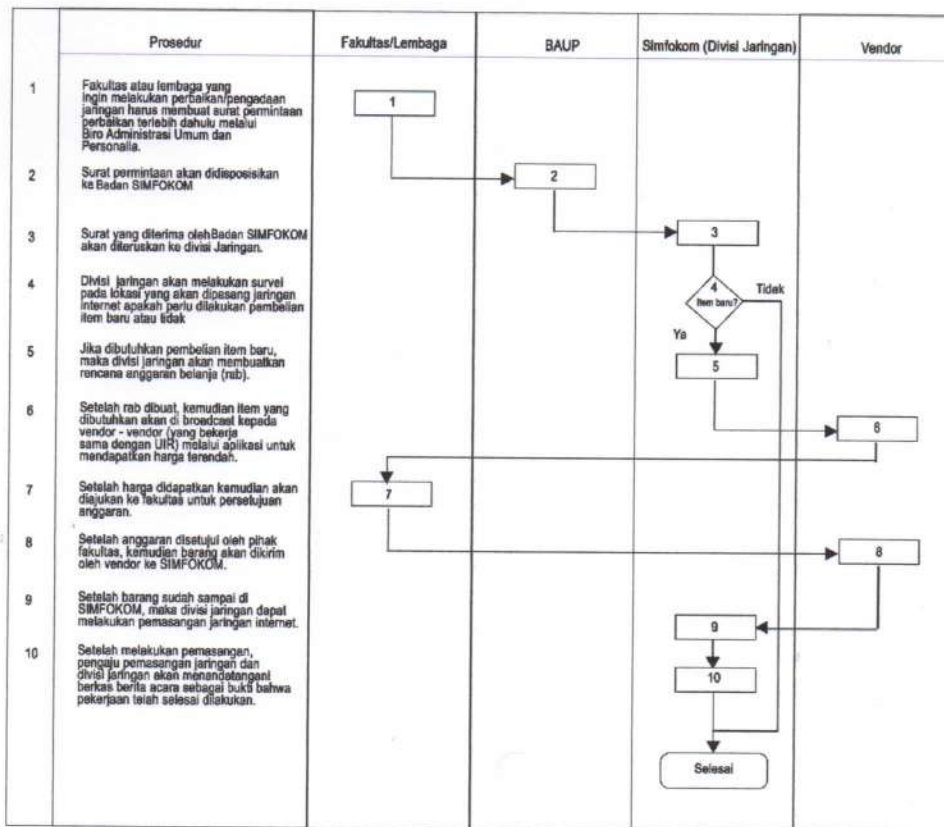 Prosedur
Fakultas/Lembaga
BAUP
Simfokom (Divisi Jaringan)
Vendor
1
Fakultas atau lembaga yang
ingin melakukan perbaikan/pengadaan
jaringan harus membuat surat permintaan
perbaikan terlebih dahulu melalui
Biro Administrasi Umum dan
Personalia.
1
2
Surat permintaan akan didisposisikan
ke Badan SIMFOKOM
2
3
Surat yang diterima oleh Badan SIMFOKOM
akan diteruskan ke divisi Jaringan.
3
4
Divisi jaringan akan melakukan survei
pada lokasi yang akan dipasang jaringan
internet apakah perlu dilakukan pembelian
item baru atau tidak
4
Item baru?
Tidak
Ya
5
Jika dibutuhkan pembelian item baru,
maka divisi jaringan akan membuatkan
rencana anggaran belanja (rab).
5
6
Setelah rab dibuat, kemudian item yang
dibutuhkan akan di broadcast kepada
vendor - vendor (yang bekerja
sama dengan UIR) melalui aplikasi untuk
mendapatkan harga terendah.
6
7
Setelah harga didapatkan kemudian akan
diajukan ke fakultas untuk persetujuan
anggaran.
7
8
Setelah anggaran disetujui oleh pihak
fakultas, kemudian barang akan dikirim
oleh vendor ke SIMFOKOM.
8
9
Setelah barang sudah sampai di
SIMFOKOM, maka divisi jaringan dapat
melakukan pemasangan jaringan internet.
9
10
Setelah melakukan pemasangan,
pengaju pemasangan jaringan dan
divisi jaringan akan menandatangani
berkas berita acara sebagai bukti bahwa
pekerjaan telah selesai dilakukan.
10
Selesai